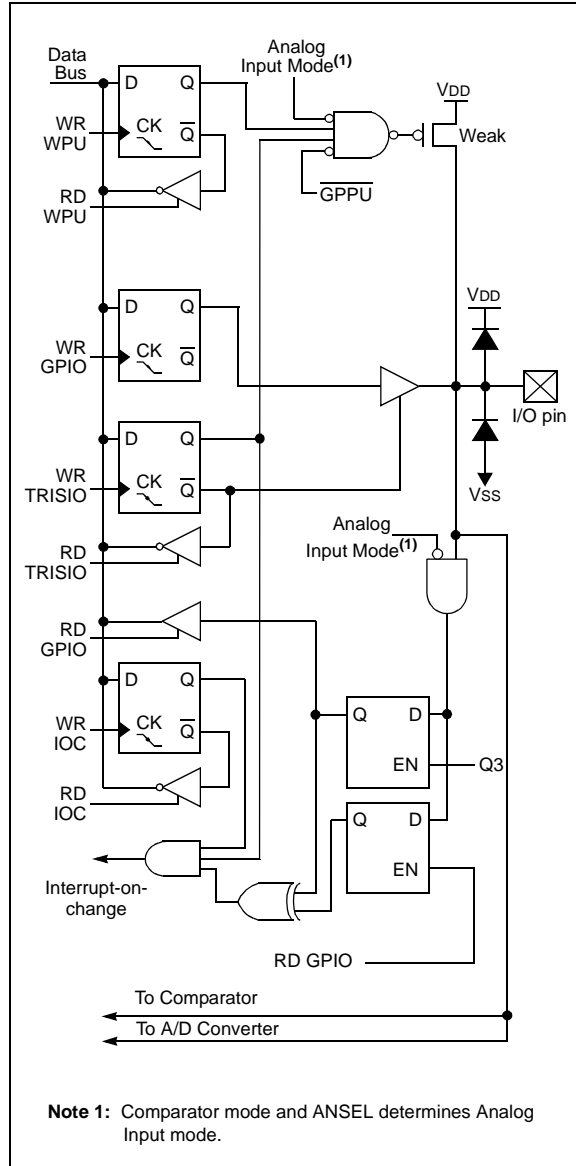 Data
Bus
D Q
CK
Q̅
WR
WPU
RD
WPU
Analog
Input Mode(1)
VDD
Weak
G̅P̅P̅U̅
D Q
CK
Q̅
WR
GPIO
VDD
I/O pin
VSS
D Q
CK
Q̅
WR
TRISIO
RD
TRISIO
Analog
Input Mode(1)
RD
GPIO
D Q
CK
Q̅
WR
IOC
RD
IOC
Q D
EN
Q3
Q D
EN
Interrupt-on-
change
RD GPIO
To Comparator
To A/D Converter
Note 1: Comparator mode and ANSEL determines Analog
Input mode.